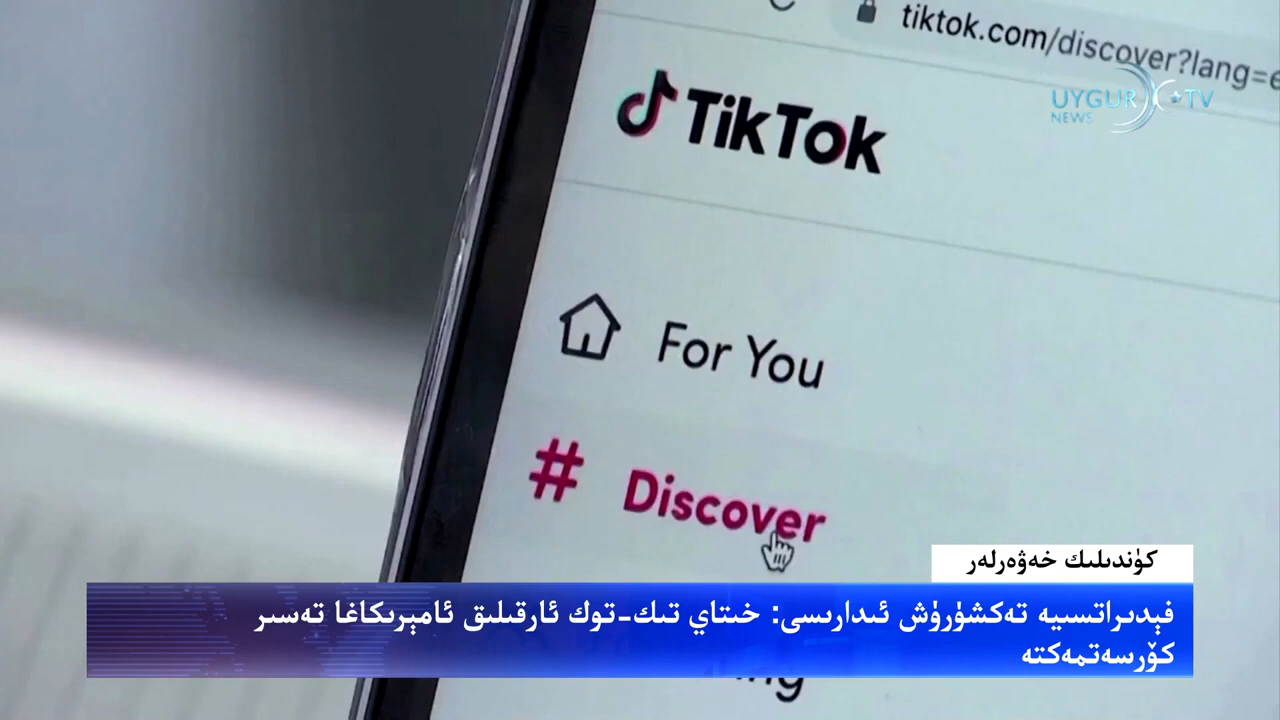 tiktok.com/discover?lang=e
UYGUR TV
NEWS
TikTok
For You
# Discover
كۈندىلىك خەۋەرلەر
فېدىراتسىيە تەكشۈرۈش ئىدارىسى: خىتاي تىك-توك ئارقىلىق ئامېرىكاغا تەسىر
كۆرسەتمەكتە